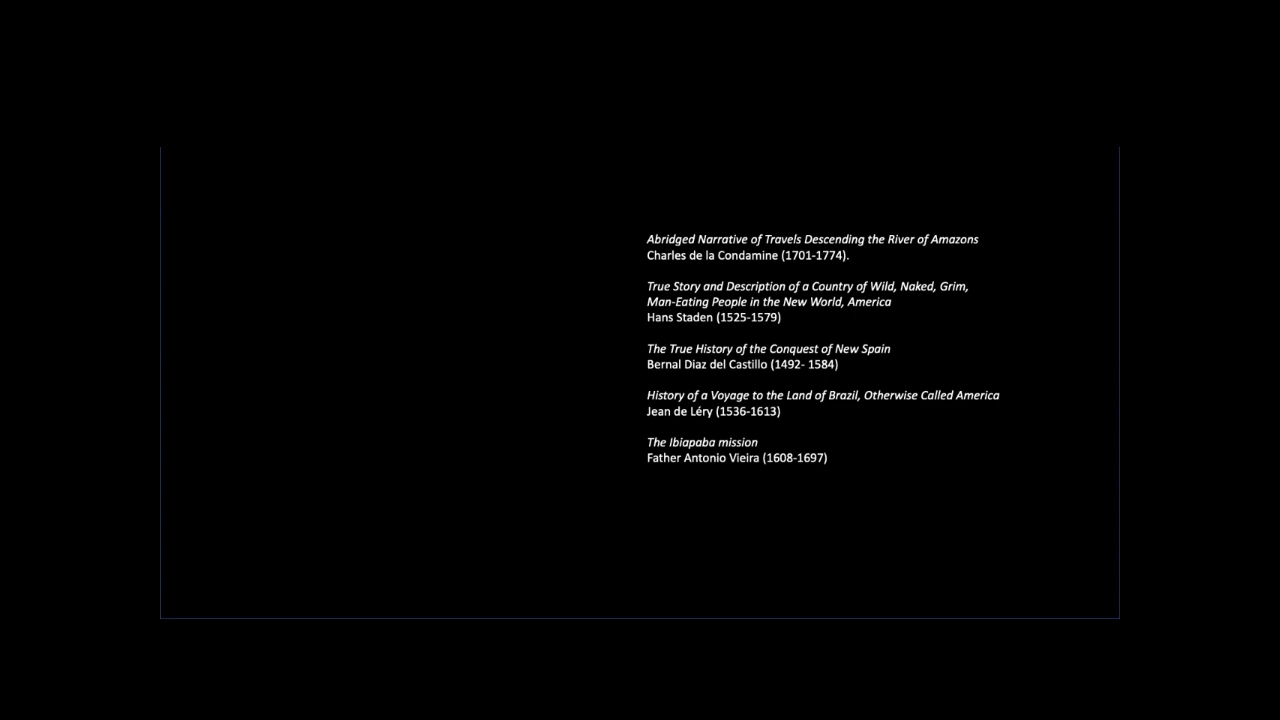 Abridged Narrative of Travels Descending the River of Amazons
Charles de la Condamine (1701-1774).
True Story and Description of a Country of Wild, Naked, Grim,
Man-Eating People in the New World, America
Hans Staden (1525-1579)
The True History of the Conquest of New Spain
Bernal Diaz del Castillo (1492- 1584)
History of a Voyage to the Land of Brazil, Otherwise Called America
Jean de Léry (1536-1613)
The Ibiapaba mission
Father Antonio Vieira (1608-1697)